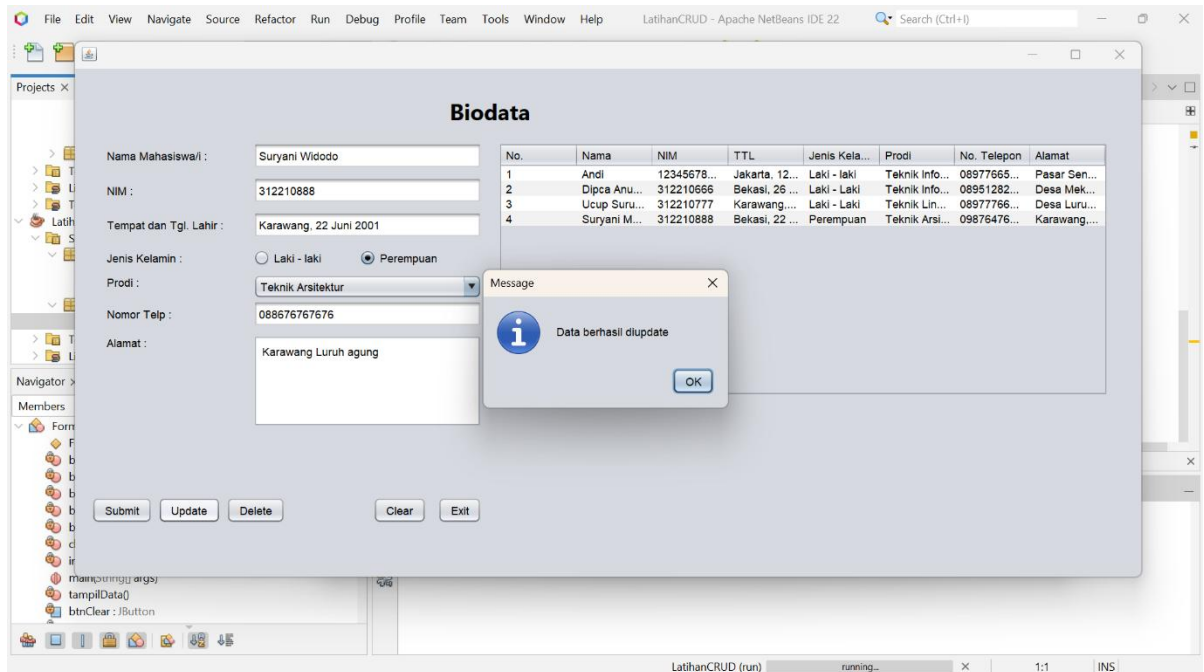 File Edit View Navigate Source Refactor Run Debug Profile Team Tools Window Help LatihanCRUD - Apache NetBeans IDE 22 Search (Ctrl+I)
Projects
Biodata
Nama Mahasiswa/i : Suryani Widodo
NIM : 312210888
Tempat dan Tgl. Lahir : Karawang, 22 Juni 2001
Jenis Kelamin : Laki - laki Perempuan
Prodi : Teknik Arsitektur
Nomor Telp : 088676767676
Alamat : Karawang Luruh agung
Submit Update Delete Clear Exit
No. Nama NIM TTL Jenis Kela... Prodi No. Telepon Alamat
1 Andi 12345678... Jakarta, 12... Laki - laki Teknik Info... 08977665... Pasar Sen...
2 Dipca Anu... 312210666 Bekasi, 26 ... Laki - Laki Teknik Info... 08951282... Desa Mek...
3 Ucup Suru... 312210777 Karawang,... Laki - Laki Teknik Lin... 08977766... Desa Luru...
4 Suryani M... 312210888 Bekasi, 22 ... Perempuan Teknik Arsi... 09876476... Karawang,...
Message
Data berhasil diupdate
OK
Latih
Navigator
Members
Form
main(String[] args)
tampilData()
btnClear : JButton
LatihanCRUD (run) running... 1:1 INS